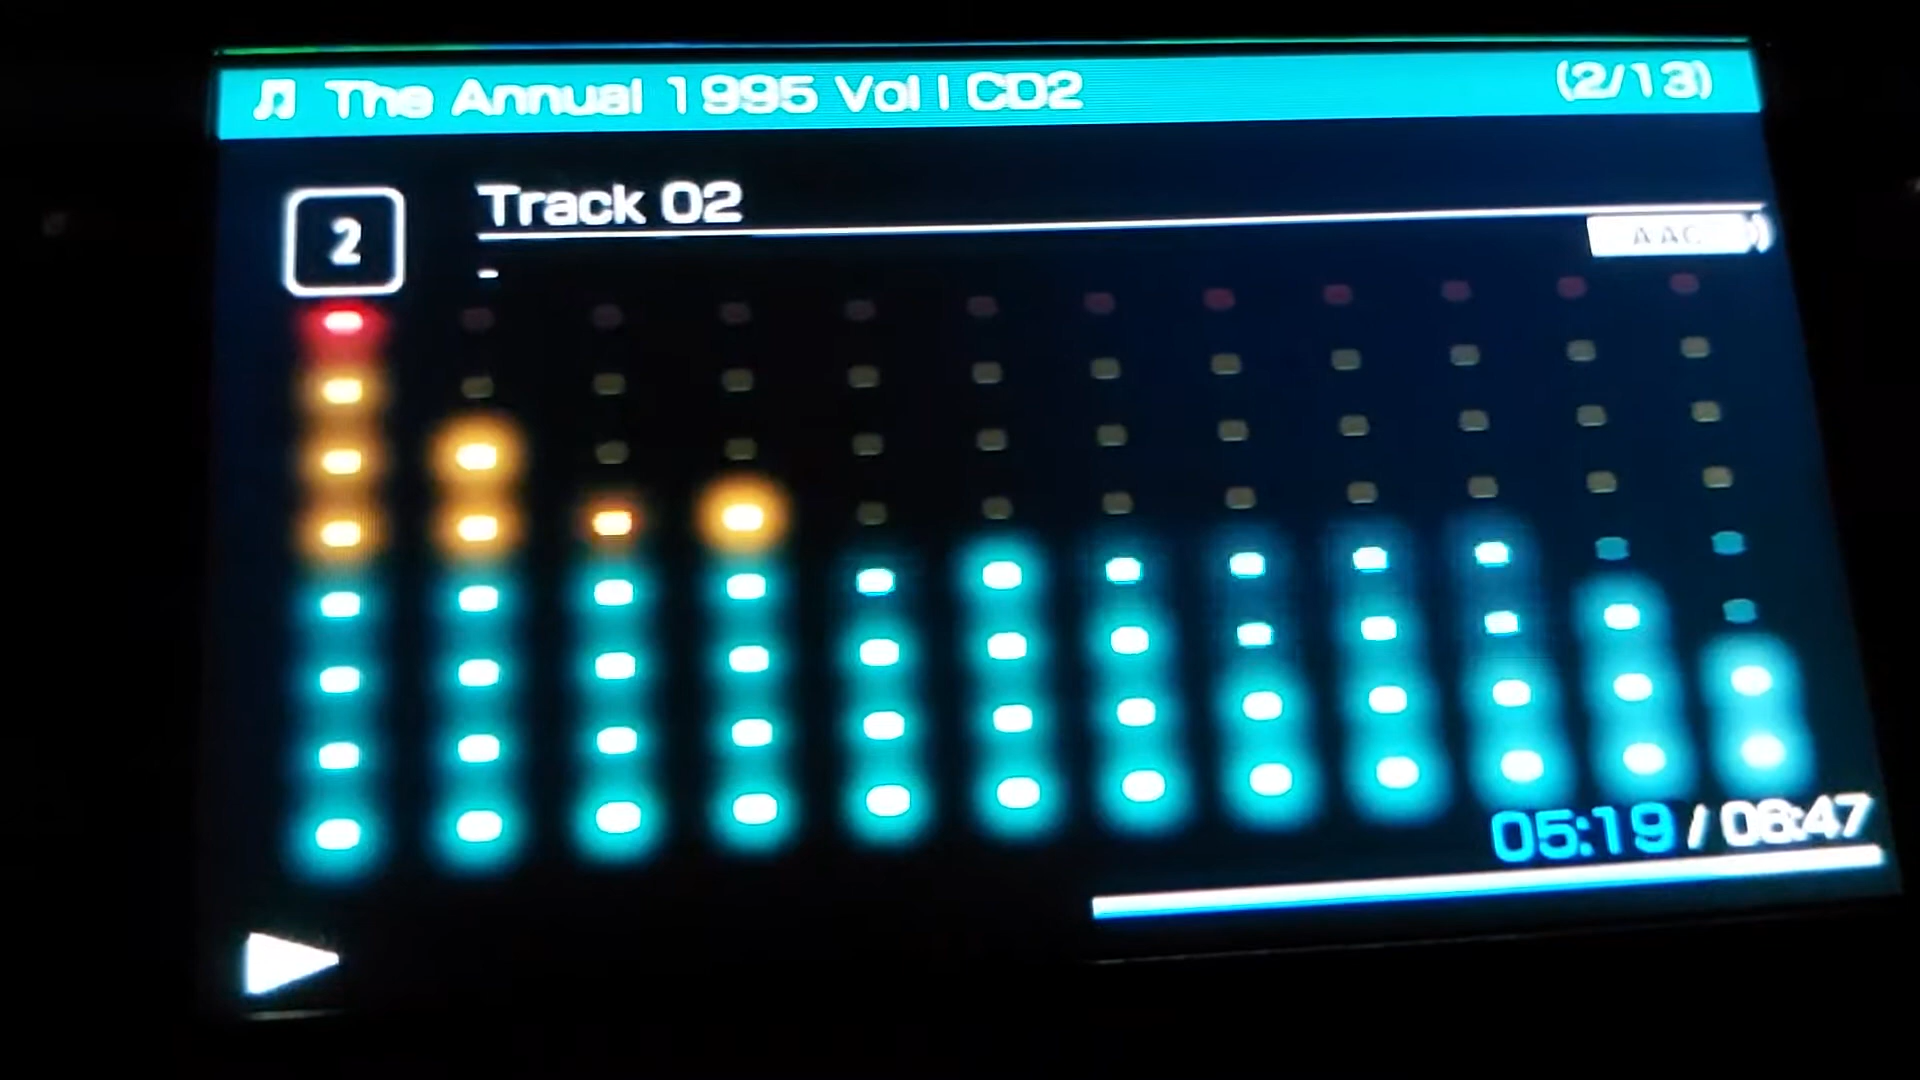 The Annual 1995 Vol I CD2
(2/13)
2
Track 02
AAC
-
05:19 / 06:47